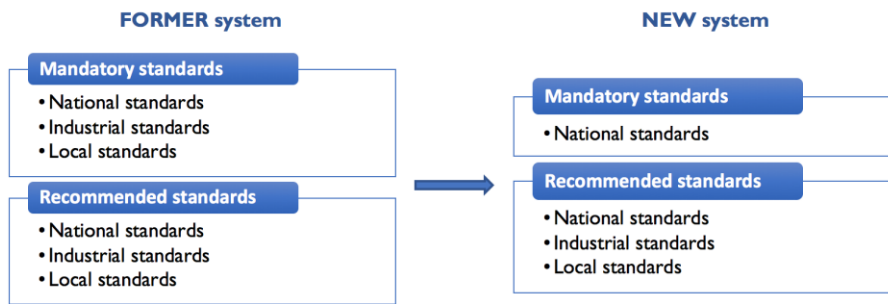 FORMER system
Mandatory standards
• National standards
• Industrial standards
• Local standards
Recommended standards
• National standards
• Industrial standards
• Local standards
NEW system
Mandatory standards
• National standards
Recommended standards
• National standards
• Industrial standards
• Local standards